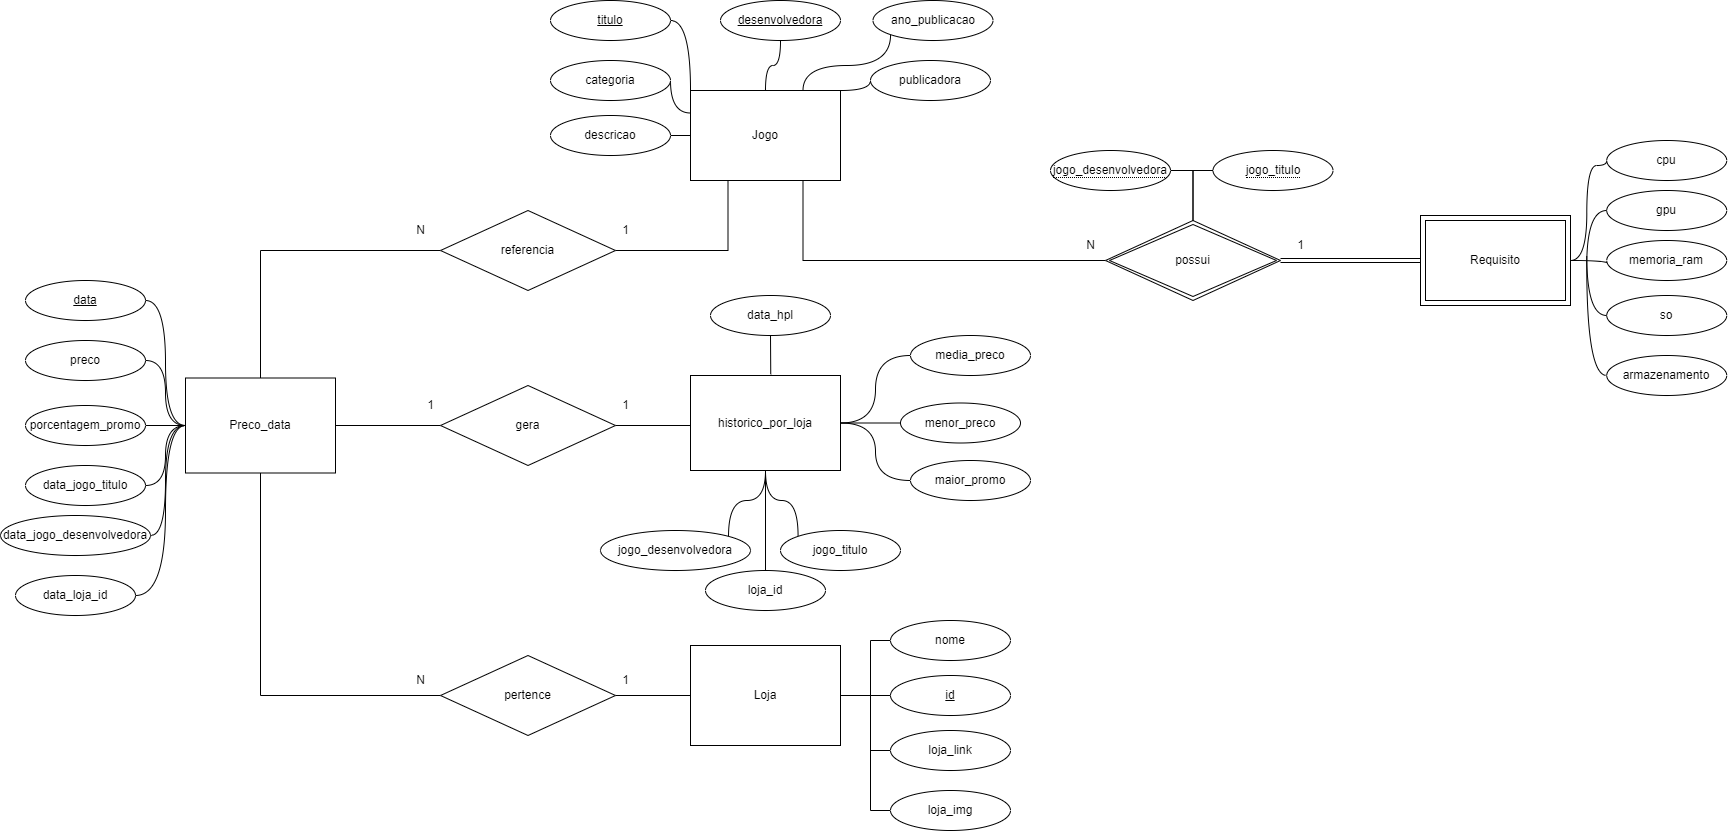 titulo
desenvolvedora
ano_publicacao
categoria
publicadora
descricao
Jogo
jogo_desenvolvedora
jogo_titulo
cpu
gpu
N
referencia
1
N
possui
1
Requisito
memoria_ram
so
armazenamento
data
preco
porcentagem_promo
data_jogo_titulo
data_jogo_desenvolvedora
data_loja_id
Preco_data
1
gera
1
data_hpl
historico_por_loja
media_preco
menor_preco
maior_promo
jogo_desenvolvedora
jogo_titulo
loja_id
N
pertence
1
Loja
nome
id
loja_link
loja_img